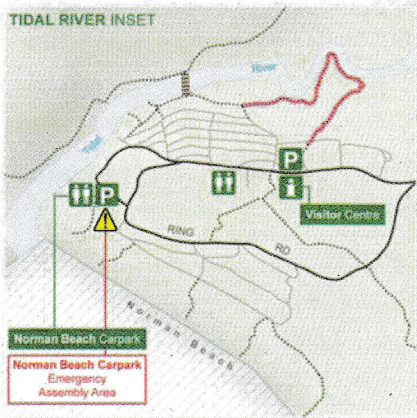 TIDAL RIVER INSET
River
Tidal
P
P
Visitor Centre
RING RD
Norman Beach
Norman Beach Carpark
Norman Beach Carpark
Emergency
Assembly Area